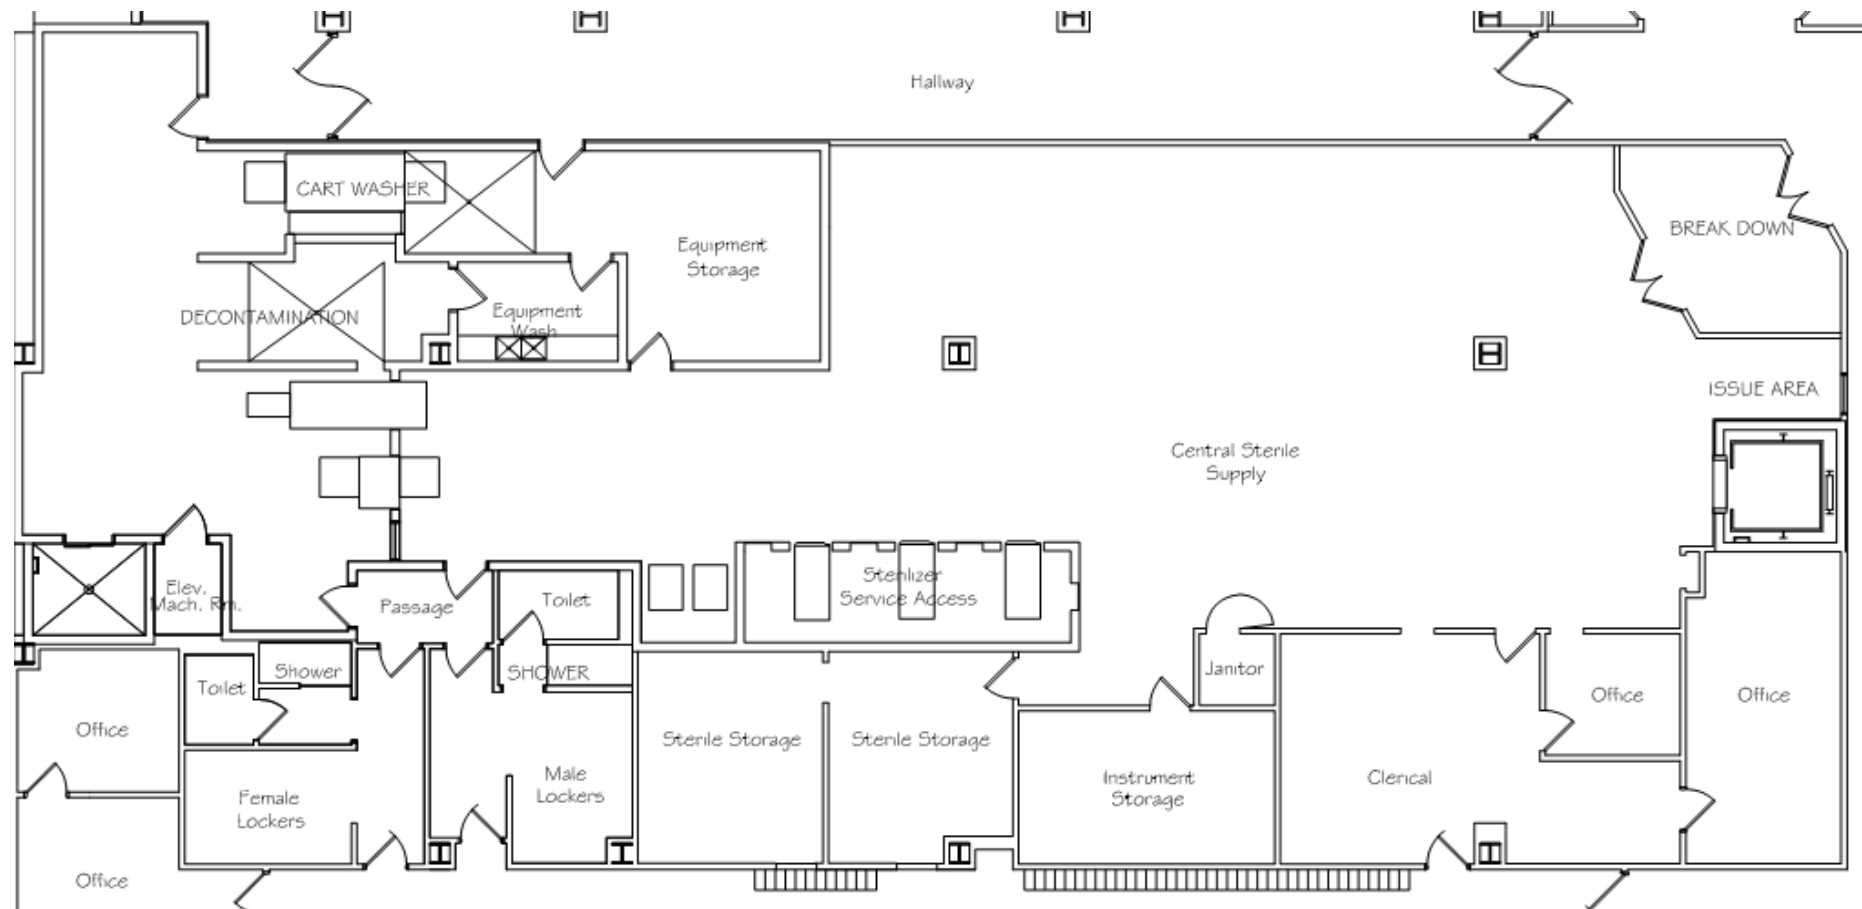 Hallway
CART WASHER
BREAK DOWN
Equipment
Storage
DECONTAMINATION
Equipment
Wash
ISSUE AREA
Central Sterile
Supply
Elev.
Mach. Rm.
Passage
Toilet
Sterilizer
Service Access
Shower
SHOWER
Toilet
Janitor
Office
Office
Office
Sterile Storage
Sterile Storage
Male
Lockers
Instrument
Storage
Clerical
Female
Lockers
Office